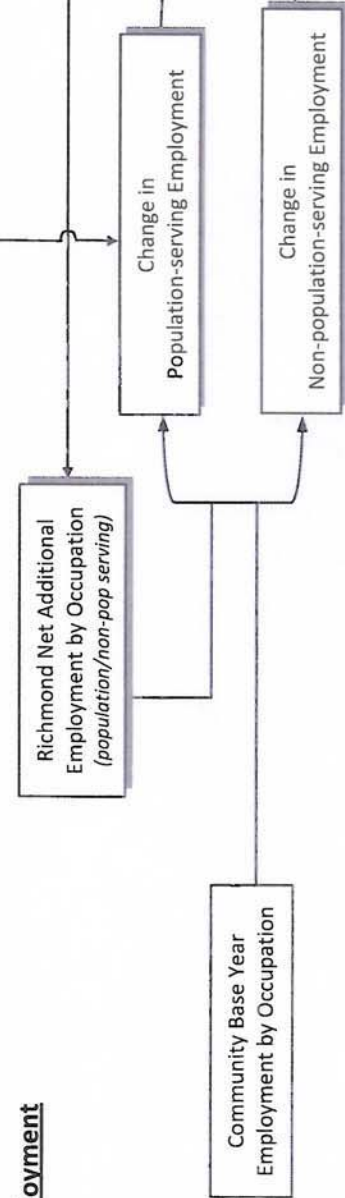 oyment
Richmond Net Additional
Employment by Occupation
(population/non-pop serving)
Community Base Year
Employment by Occupation
Change in
Population-serving Employment
Change in
Non-population-serving Employment